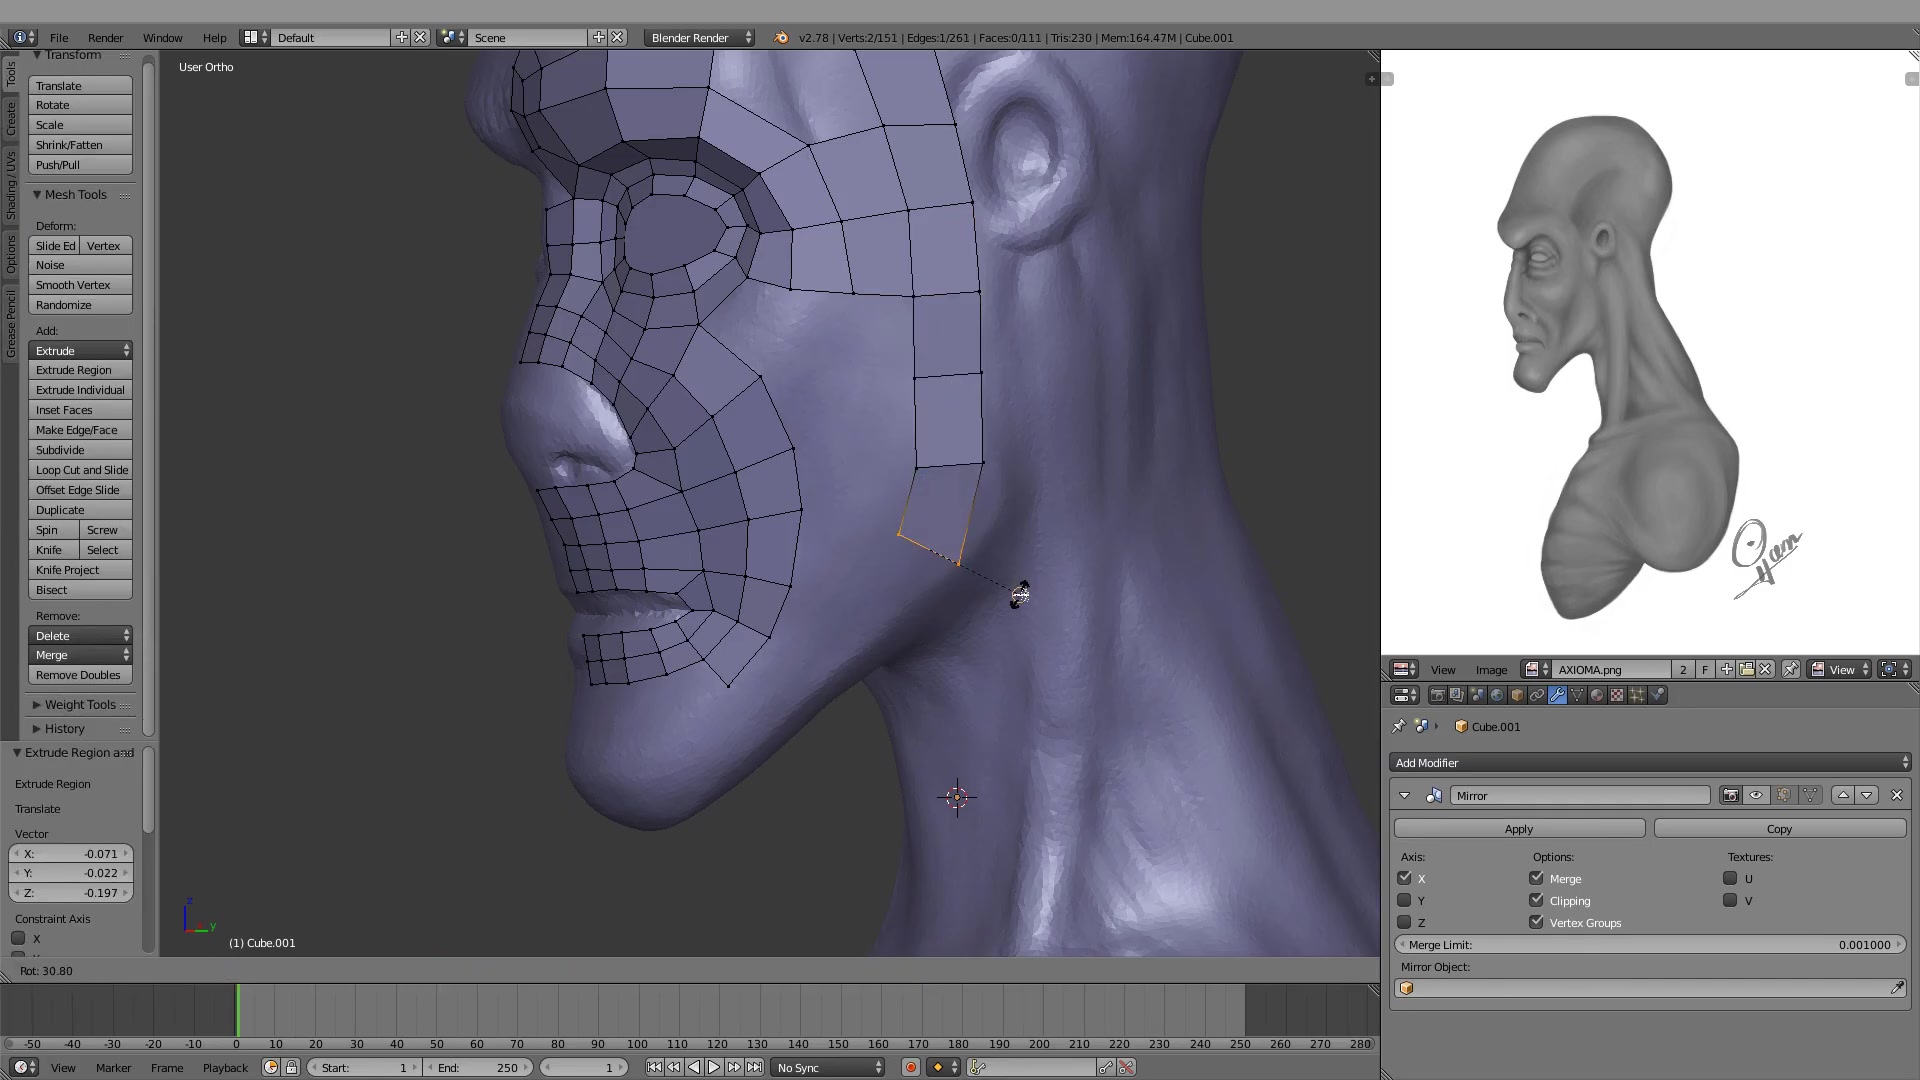 File Render Window Help Default Scene Blender Render v2.78 | Verts:2/151 | Edges:1/261 | Faces:0/111 | Tris:230 | Mem:164.47M | Cube.001
Tools
Create
Shading / UVs
Options
Grease Pencil
Transform
Translate
Rotate
Scale
Shrink/Fatten
Push/Pull
Mesh Tools
Deform:
Slide Ed Vertex
Noise
Smooth Vertex
Randomize
Add:
Extrude
Extrude Region
Extrude Individual
Inset Faces
Make Edge/Face
Subdivide
Loop Cut and Slide
Offset Edge Slide
Duplicate
Spin Screw
Knife Select
Knife Project
Bisect
Remove:
Delete
Merge
Remove Doubles
Weight Tools
History
Extrude Region and
Extrude Region
Translate
Vector
X: -0.071
Y: -0.022
Z: -0.197
Constraint Axis
X
User Ortho
z
y
(1) Cube.001
Rot: 30.80
View Image AXIOMA.png 2 F View
Cube.001
Add Modifier
Mirror
Apply Copy
Axis: Options: Textures:
X Merge U
Y Clipping V
Z Vertex Groups
Merge Limit: 0.001000
Mirror Object:
-50 -40 -30 -20 -10 0 10 20 30 40 50 60 70 80 90 100 110 120 130 140 150 160 170 180 190 200 210 220 230 240 250 260 270 280
View Marker Frame Playback Start: 1 End: 250 1 No Sync